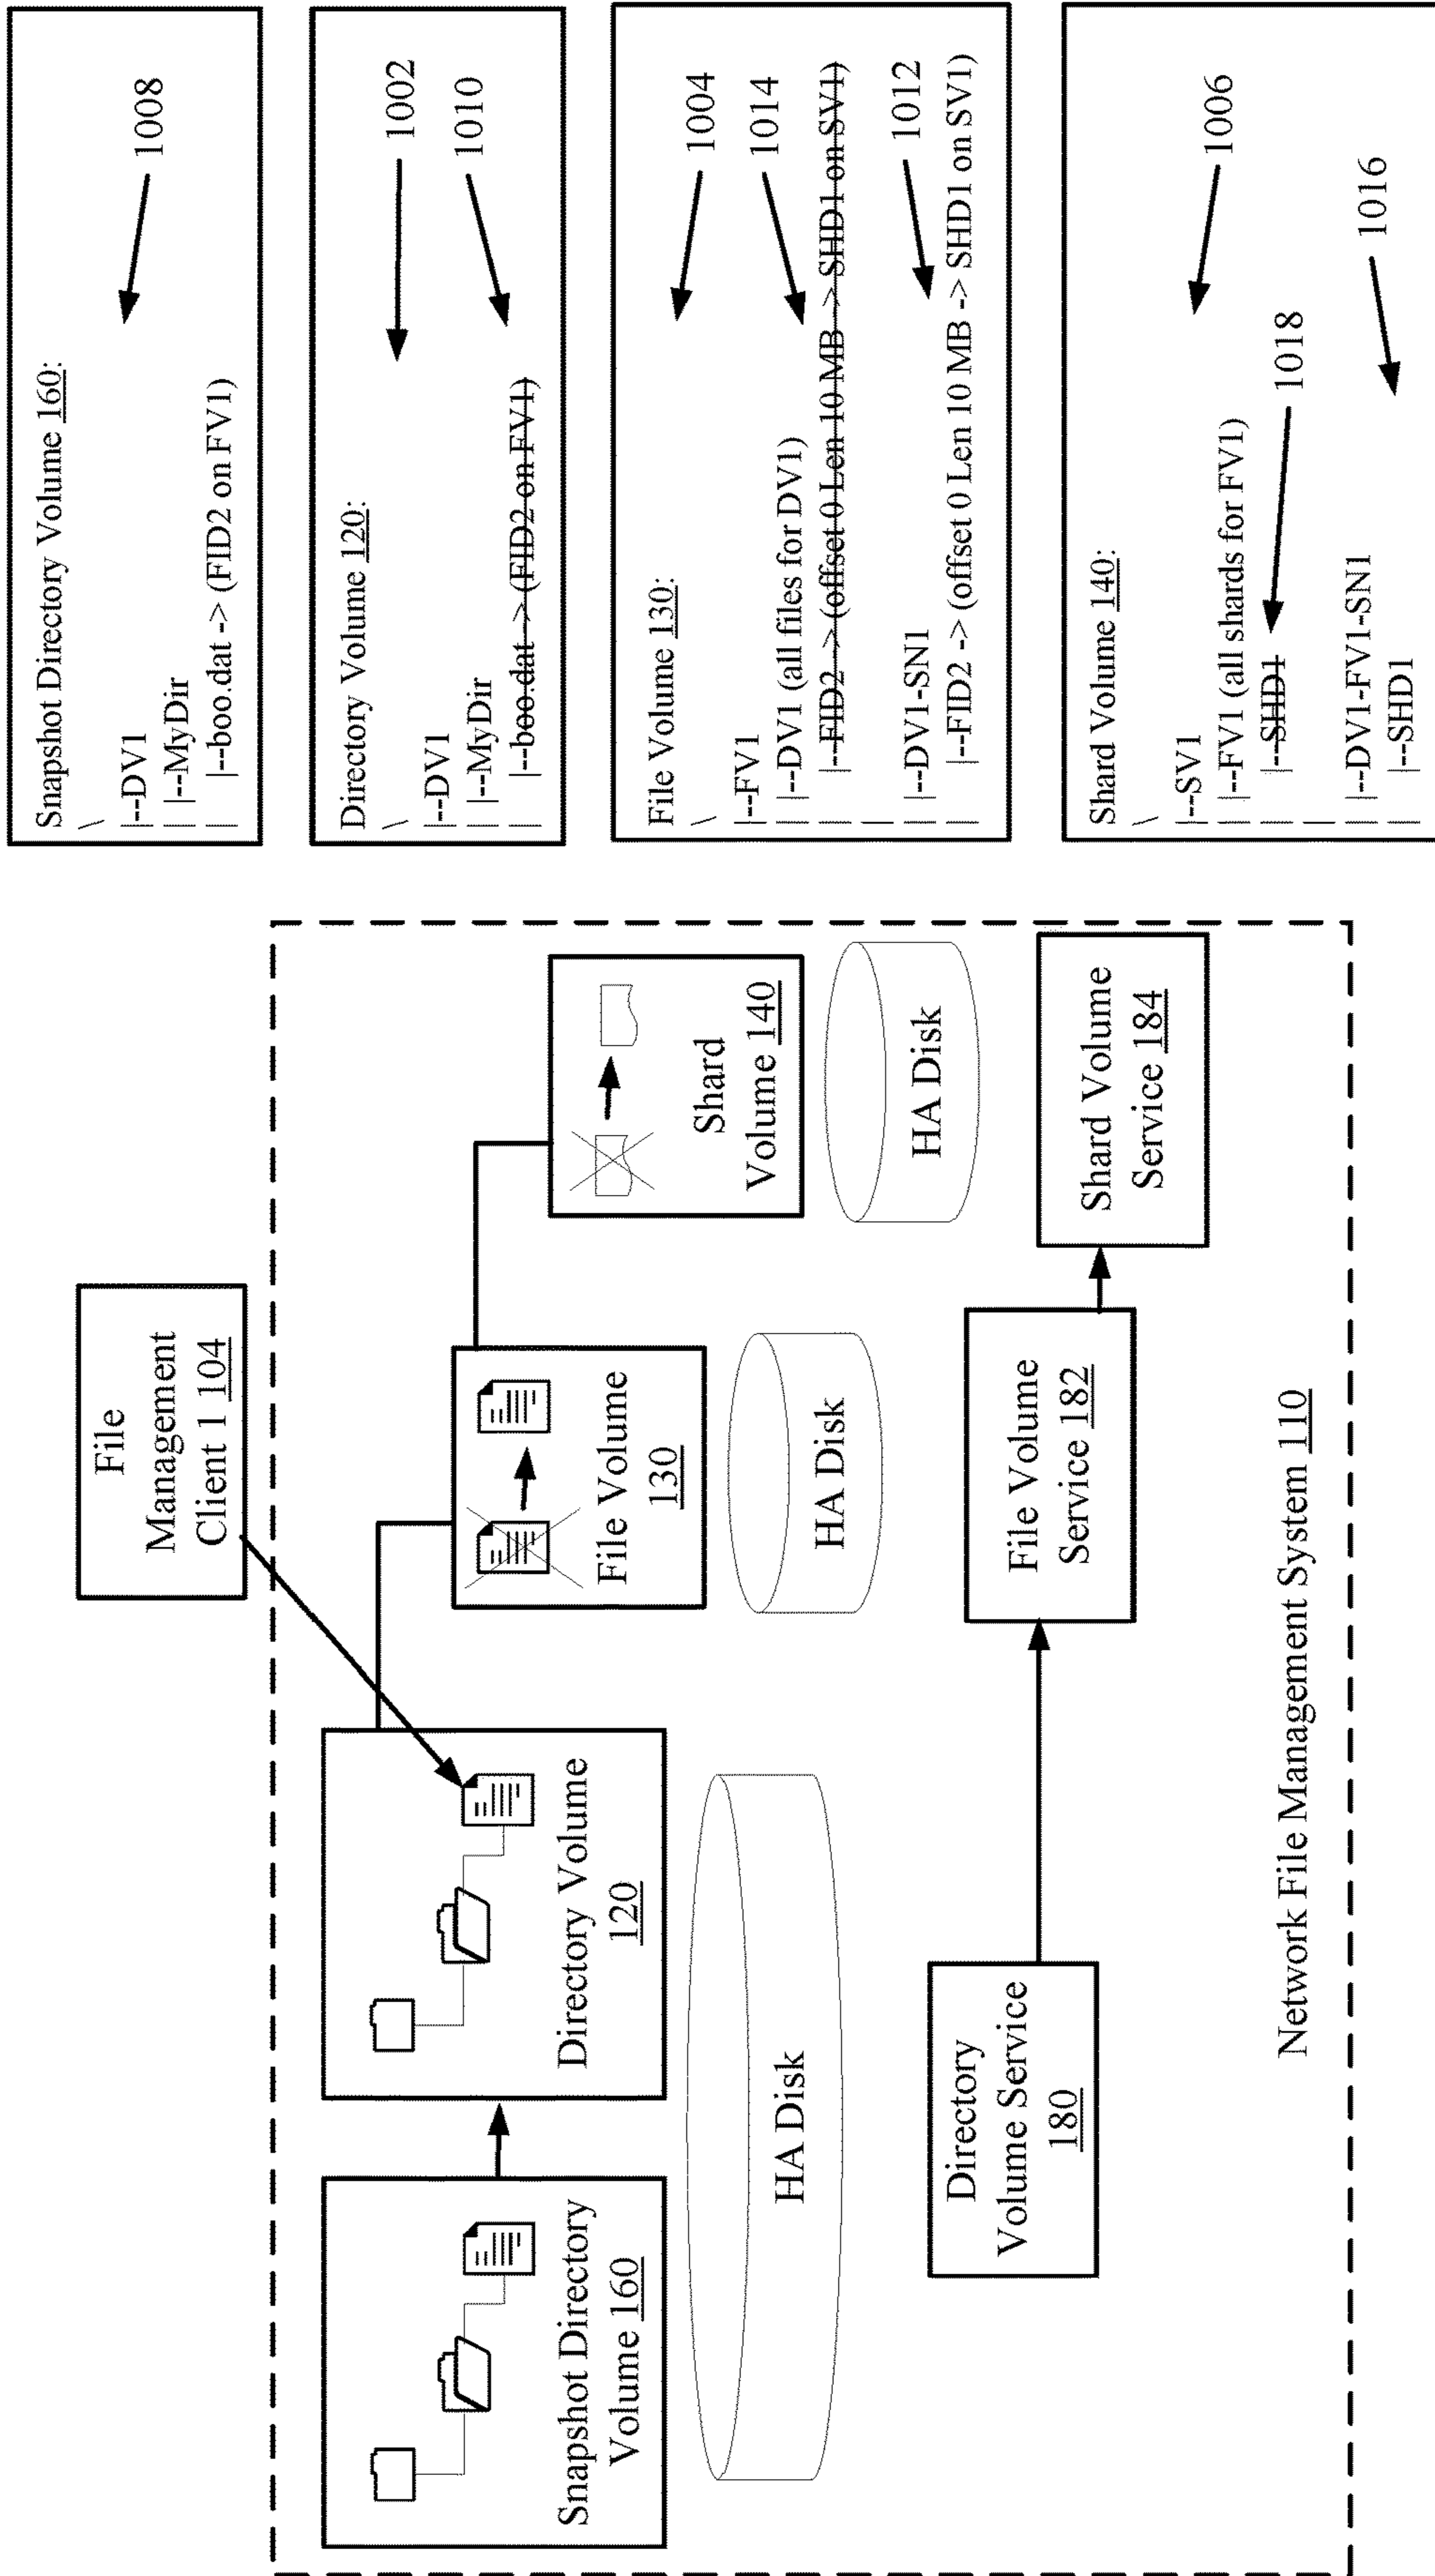 File
Management
Client 1 104
Snapshot Directory
Volume 160
Directory Volume
120
File Volume
130
Shard
Volume 140
HA Disk
HA Disk
HA Disk
Directory
Volume Service
180
File Volume
Service 182
Shard Volume
Service 184
Network File Management System 110
Snapshot Directory Volume 160:
\
|--DV1
| |--MyDir
| | |--boo.dat -> (FID2 on FV1)
1008
Directory Volume 120:
\
|--DV1
| |--MyDir
| | |--boo.dat -> (FID2 on FV1)
1002
1010
File Volume 130:
\
|--FV1
| |--DV1 (all files for DV1)
| | |--FID2 -> (offset 0 Len 10 MB -> SHD1 on SV1)
|
| |--DV1-SN1
| | |--FID2 -> (offset 0 Len 10 MB -> SHD1 on SV1)
1004
1014
1012
Shard Volume 140:
\
|--SV1
| |--FV1 (all shards for FV1)
| | |--SHD1
|
| |--DV1-FV1-SN1
| | |--SHD1
1006
1018
1016